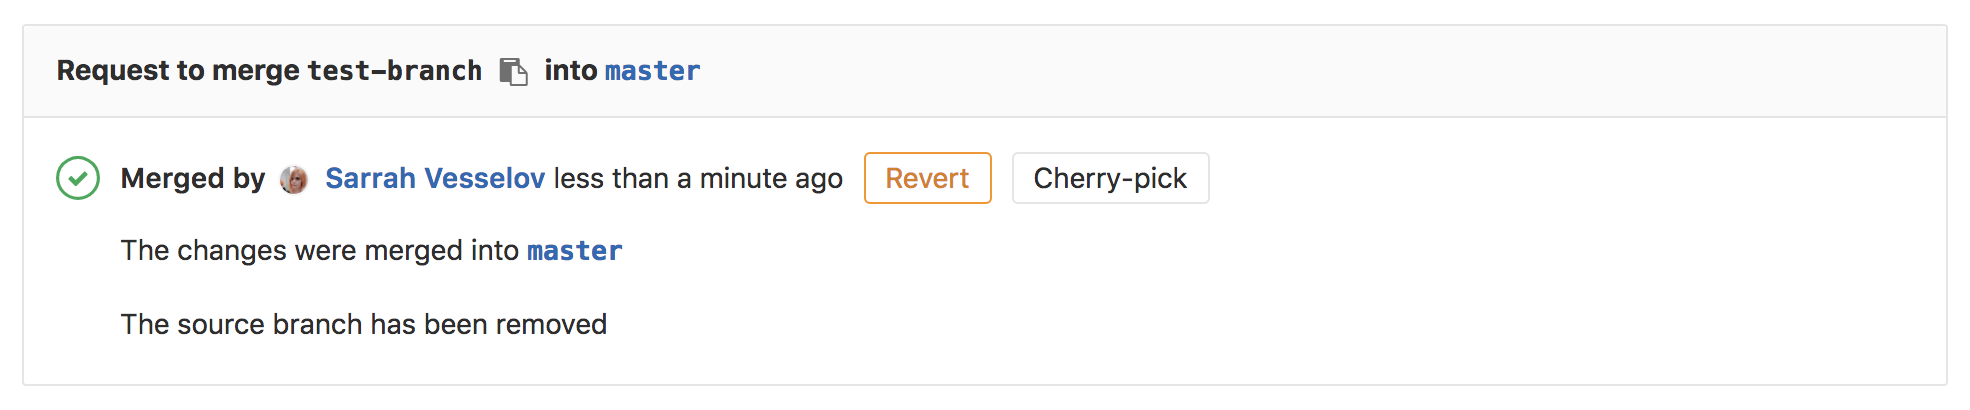 Request to merge test-branch into master
Merged by Sarrah Vesselov less than a minute ago Revert Cherry-pick
The changes were merged into master
The source branch has been removed